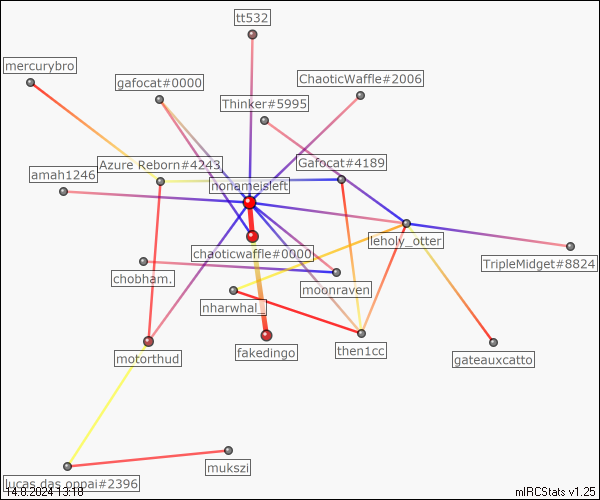 tt532
mercurybro
gafocat#0000
ChaoticWaffle#2006
Thinker#5995
Azure Reborn#4243
Gafocat#4189
amah1246
nonameisleft
leholy_otter
chaoticwaffle#0000
TripleMidget#8824
chobham.
moonraven
nharwhal_
motorthud
fakedingo
then1cc
gateauxcatto
mukszi
lucas das oppai#2396
14.8.2024 13:18
mIRCStats v1.25